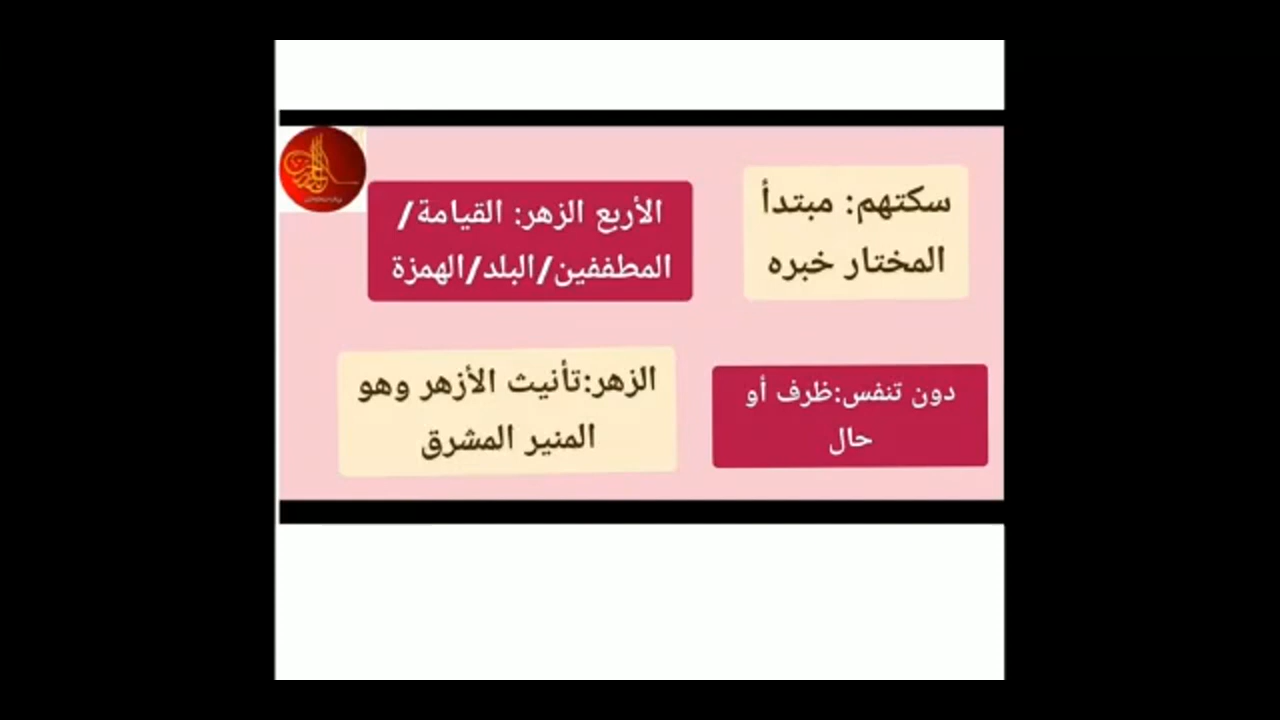 سكتهم: مبتدأ
المختار خبره
الأربع الزهر: القيامة/
المطففين/البلد/الهمزة
دون تنفس:ظرف أو
حال
الزهر:تأنيث الأزهر وهو
المنير المشرق